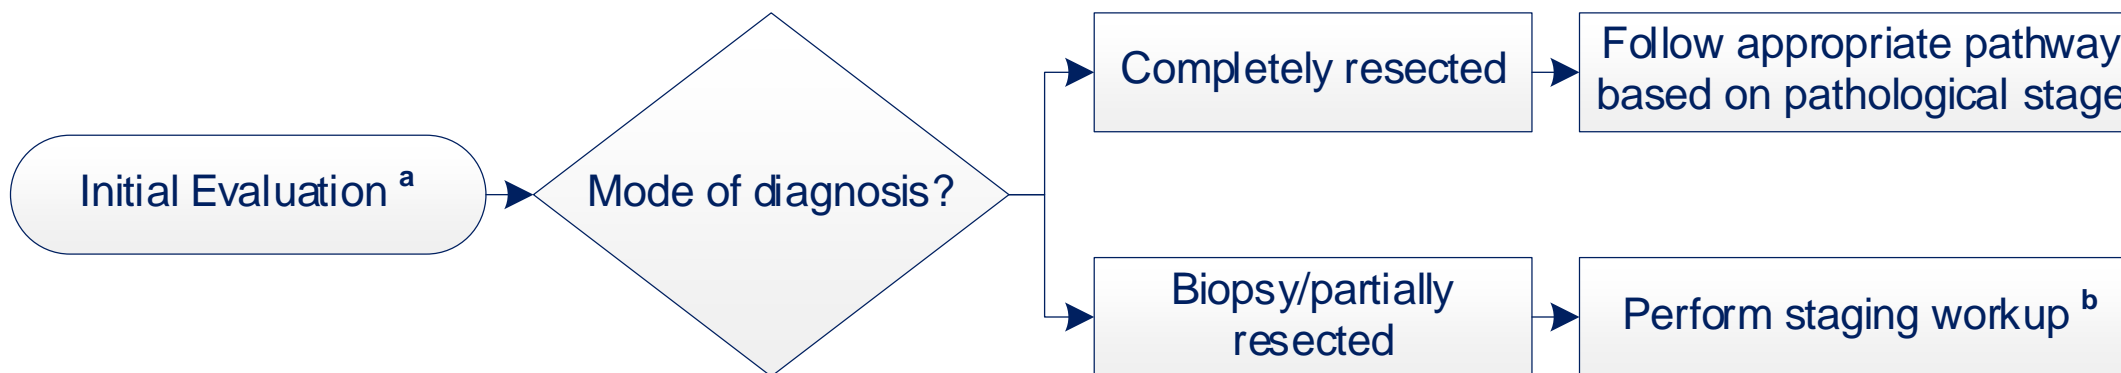 Initial Evaluation a
Mode of diagnosis?
Completely resected
Follow appropriate pathway
based on pathological stage
Biopsy/partially
resected
Perform staging workup b